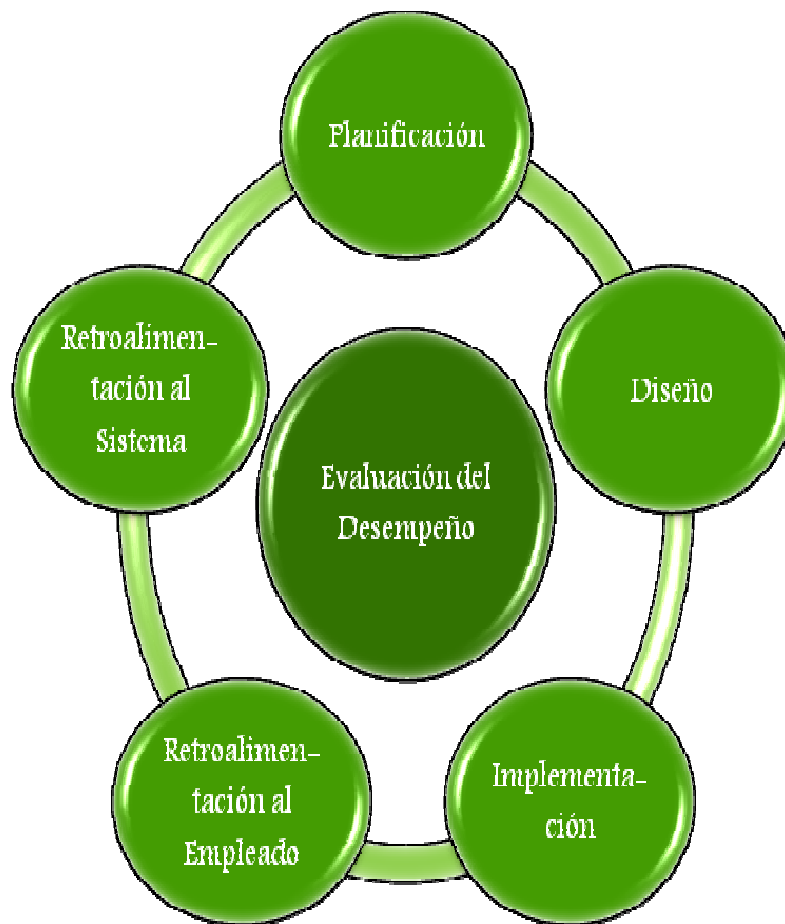 Planificación
Diseño
Implementa-
ción
Retroalimen-
tación al
Empleado
Retroalimen-
tación al
Sistema
Evaluación del
Desempeño